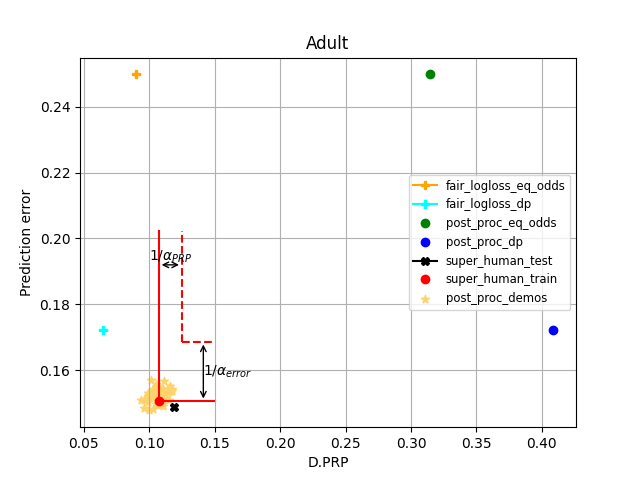 Adult
Prediction error
0.24
0.22
0.20
0.18
0.16
fair_logloss_eq_odds
fair_logloss_dp
post_proc_eq_odds
post_proc_dp
super_human_test
super_human_train
post_proc_demos
1/α_PRP
1/α_error
0.05 0.10 0.15 0.20 0.25 0.30 0.35 0.40
D.PRP